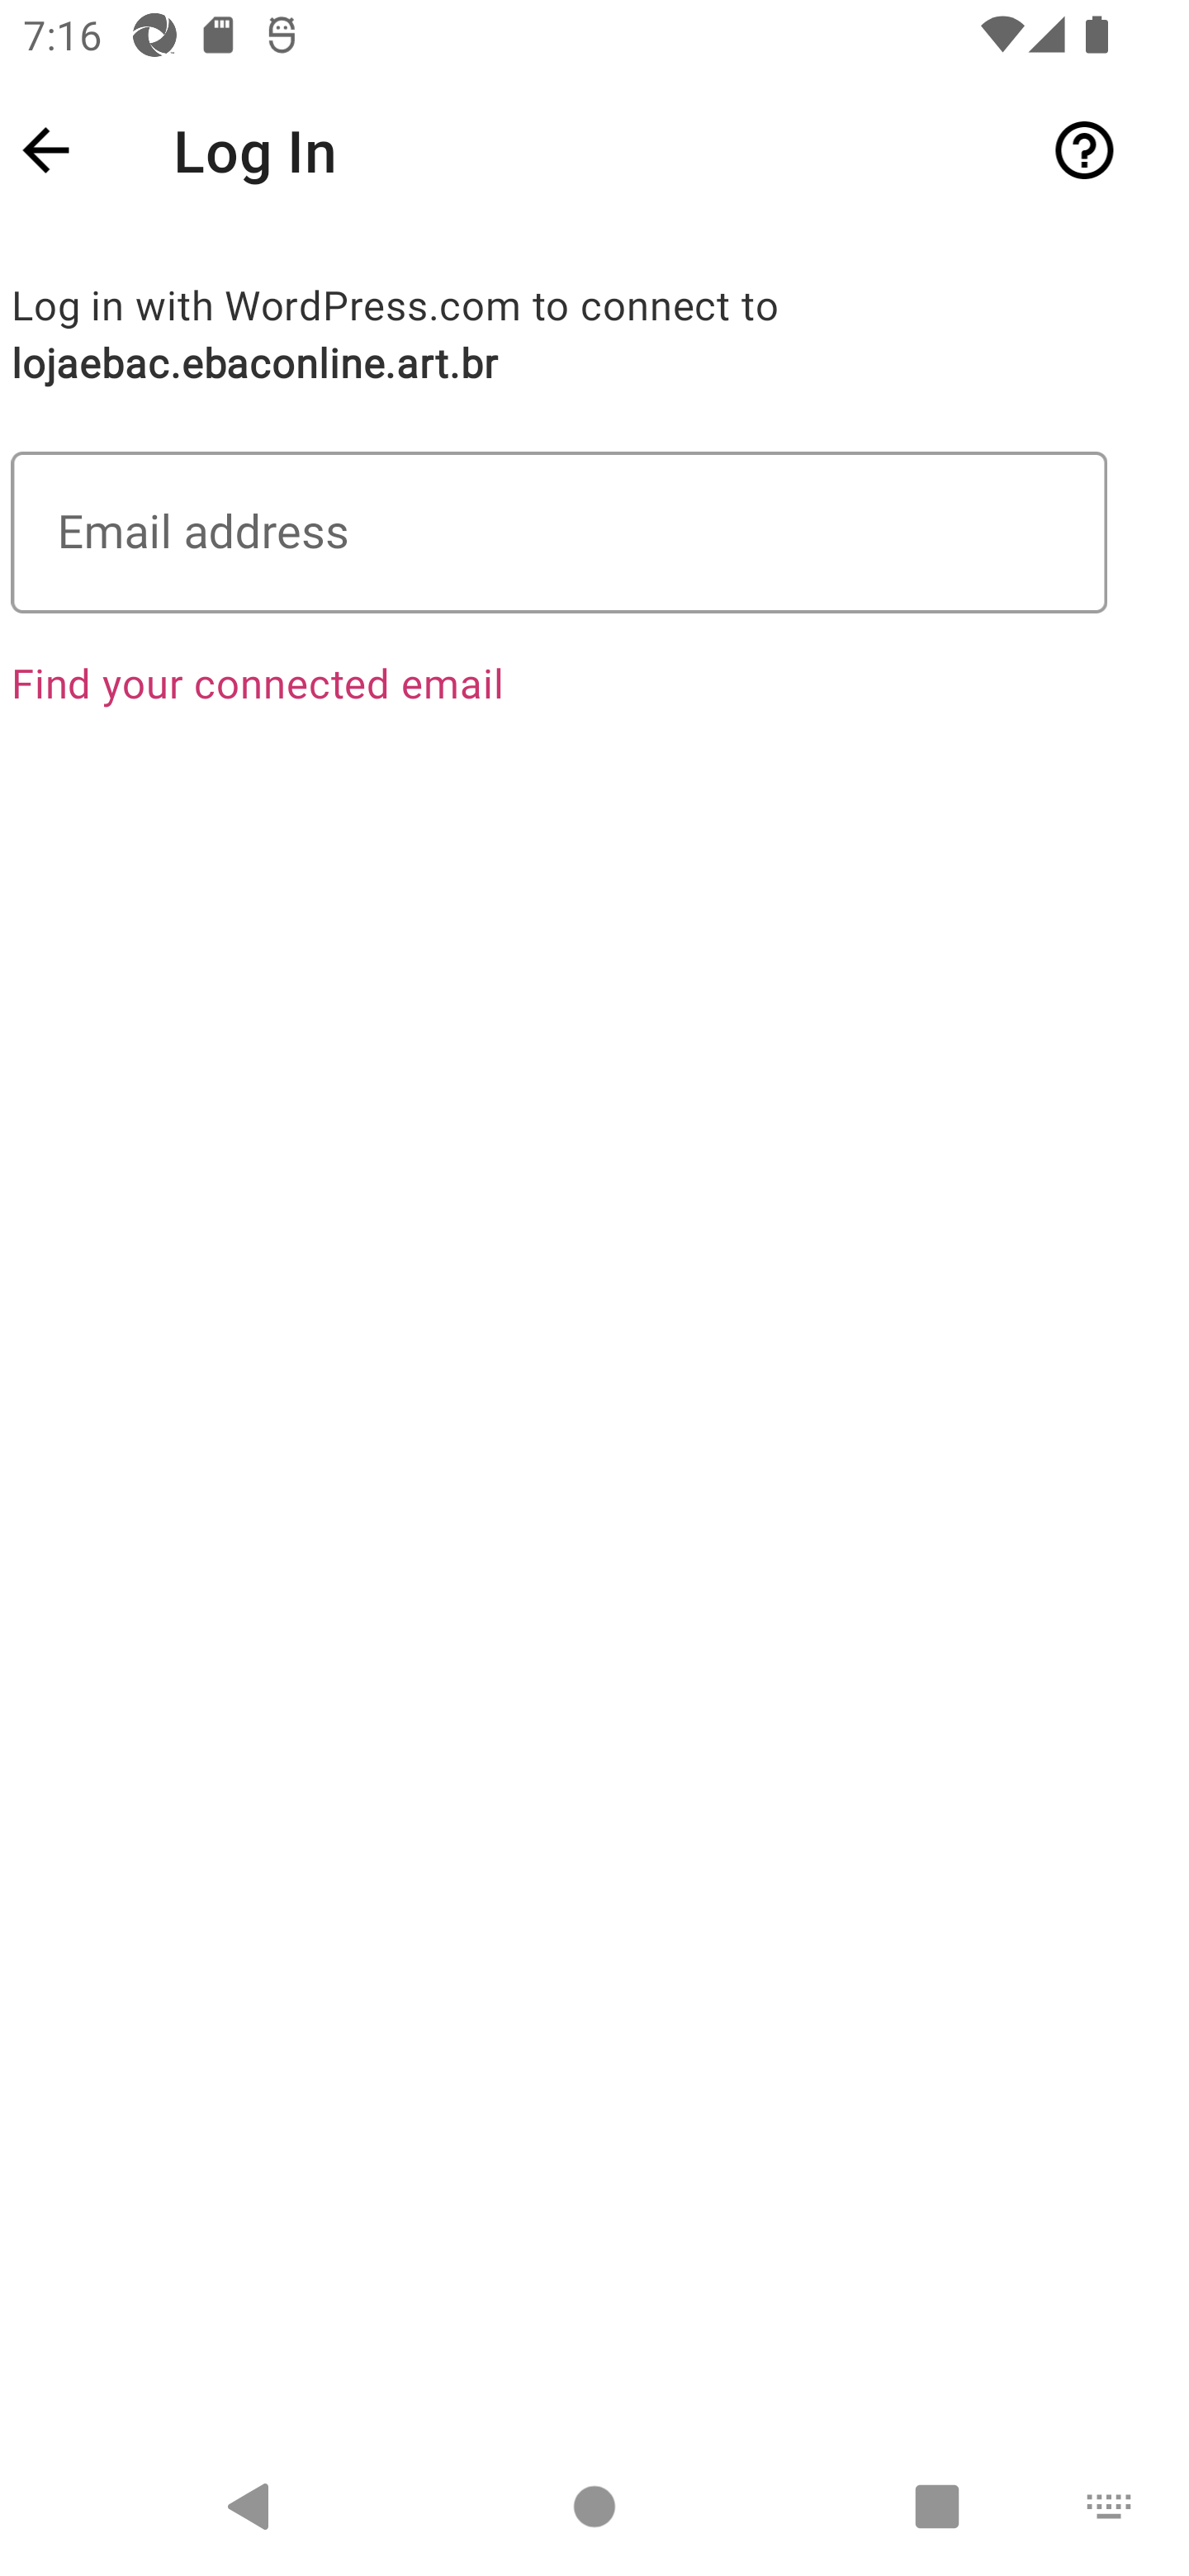 7:16
Log In
Log in with WordPress.com to connect to
lojaebac.ebaconline.art.br
Email address
Find your connected email